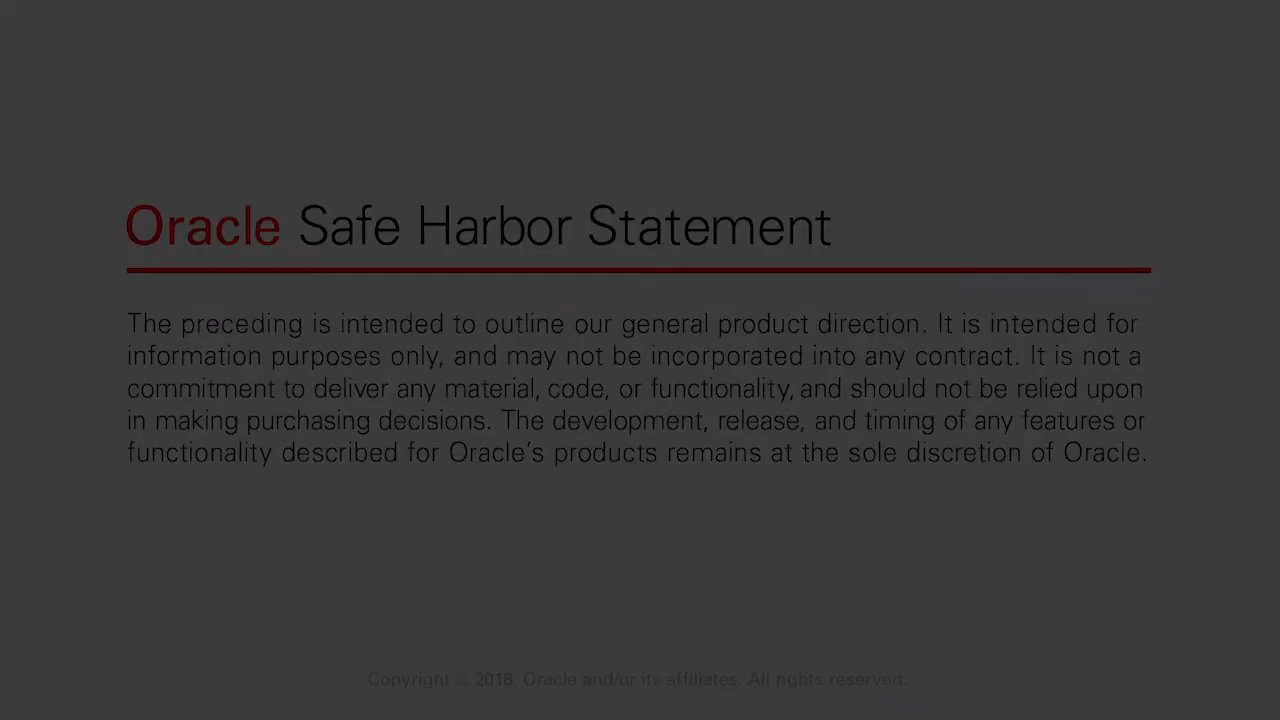 Oracle Safe Harbor Statement
The preceding is intended to outline our general product direction. It is intended for
information purposes only, and may not be incorporated into any contract. It is not a
commitment to deliver any material, code, or functionality, and should not be relied upon
in making purchasing decisions. The development, release, and timing of any features or
functionality described for Oracle’s products remains at the sole discretion of Oracle.
Copyright © 2018, Oracle and/or its affiliates. All rights reserved.